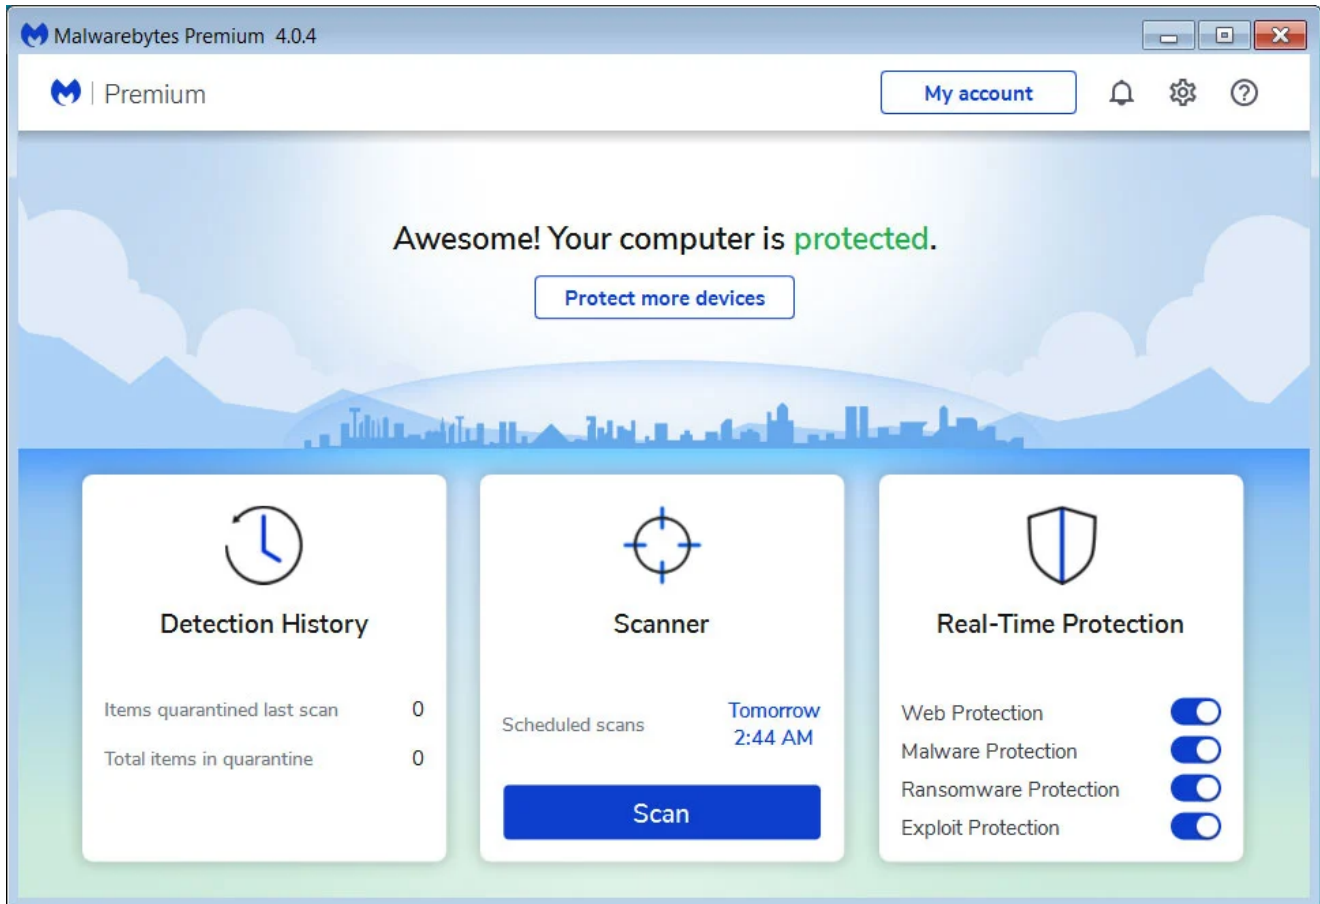 Malwarebytes Premium 4.0.4
Premium
My account
Awesome! Your computer is protected.
Protect more devices
Detection History
Items quarantined last scan 0
Total items in quarantine 0
Scanner
Scheduled scans
Tomorrow
2:44 AM
Scan
Real-Time Protection
Web Protection
Malware Protection
Ransomware Protection
Exploit Protection